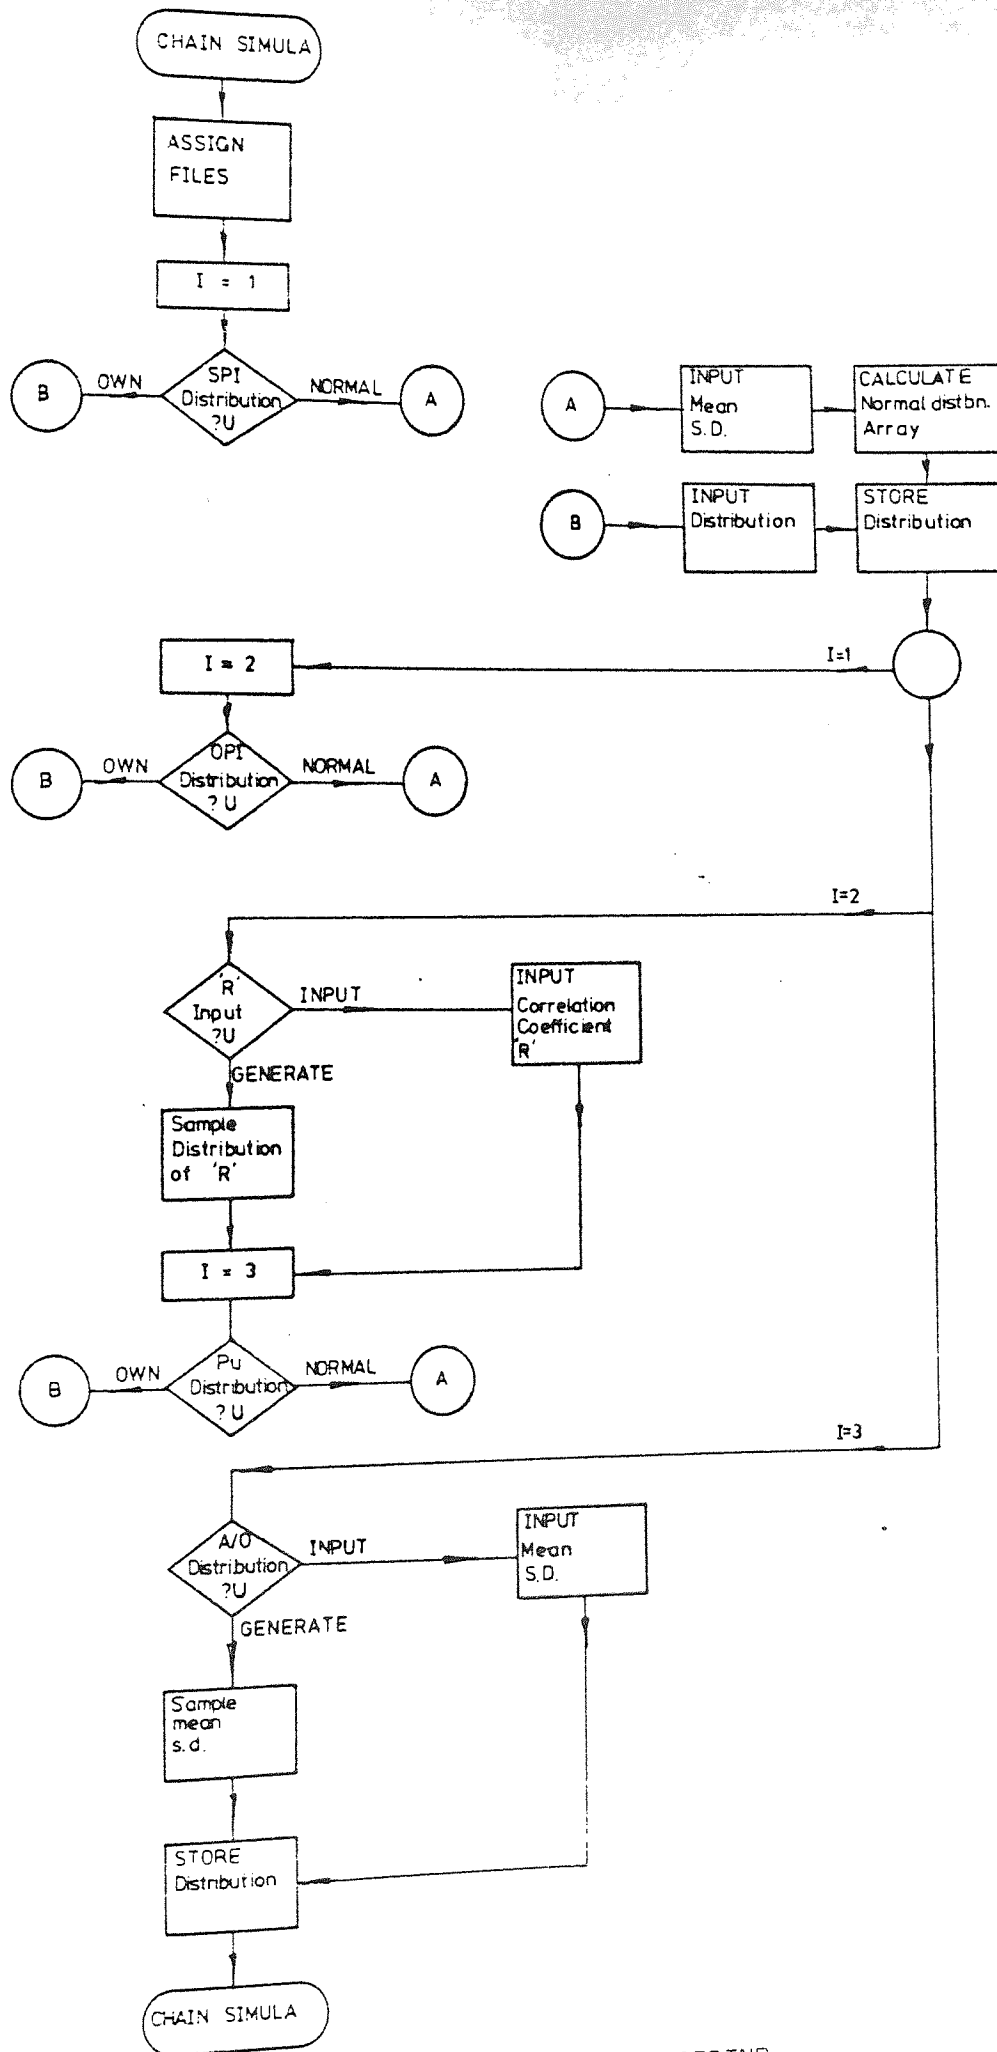 CHAIN SIMULA
ASSIGN
FILES
I = 1
B
OWN
SPI
Distribution
?U
NORMAL
A
A
INPUT
Mean
S.D.
CALCULATE
Normal distbn.
Array
B
INPUT
Distribution
STORE
Distribution
I=1
I = 2
B
OWN
OPI
Distribution
?U
NORMAL
A
I=2
'R'
Input
?U
INPUT
INPUT
Correlation
Coefficient
'R'
GENERATE
Sample
Distribution
of 'R'
I = 3
B
OWN
Pu
Distribution
?U
NORMAL
A
I=3
A/O
Distribution
?U
INPUT
INPUT
Mean
S.D.
GENERATE
Sample
mean
s.d.
STORE
Distribution
CHAIN SIMULA